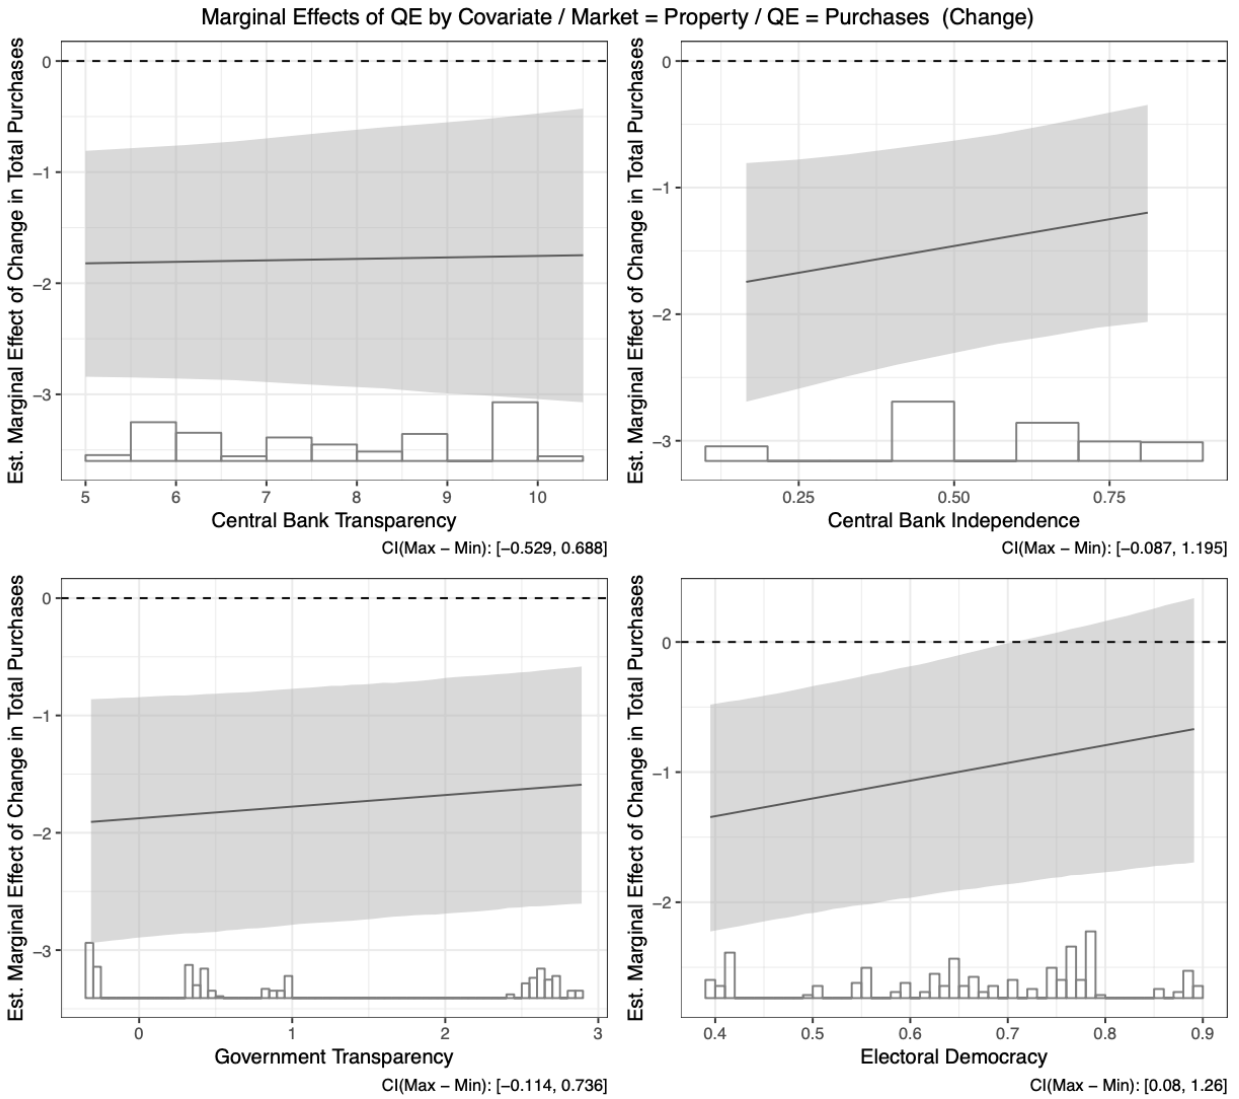 Marginal Effects of QE by Covariate / Market = Property / QE = Purchases  (Change)
Est. Marginal Effect of Change in Total Purchases
0
−1
−2
−3
5 6 7 8 9 10
Central Bank Transparency
CI(Max − Min): [−0.529, 0.688]
Est. Marginal Effect of Change in Total Purchases
0
−1
−2
−3
0.25 0.50 0.75
Central Bank Independence
CI(Max − Min): [−0.087, 1.195]
Est. Marginal Effect of Change in Total Purchases
0
−1
−2
−3
0 1 2 3
Government Transparency
CI(Max − Min): [−0.114, 0.736]
Est. Marginal Effect of Change in Total Purchases
0
−1
−2
0.4 0.5 0.6 0.7 0.8 0.9
Electoral Democracy
CI(Max − Min): [0.08, 1.26]